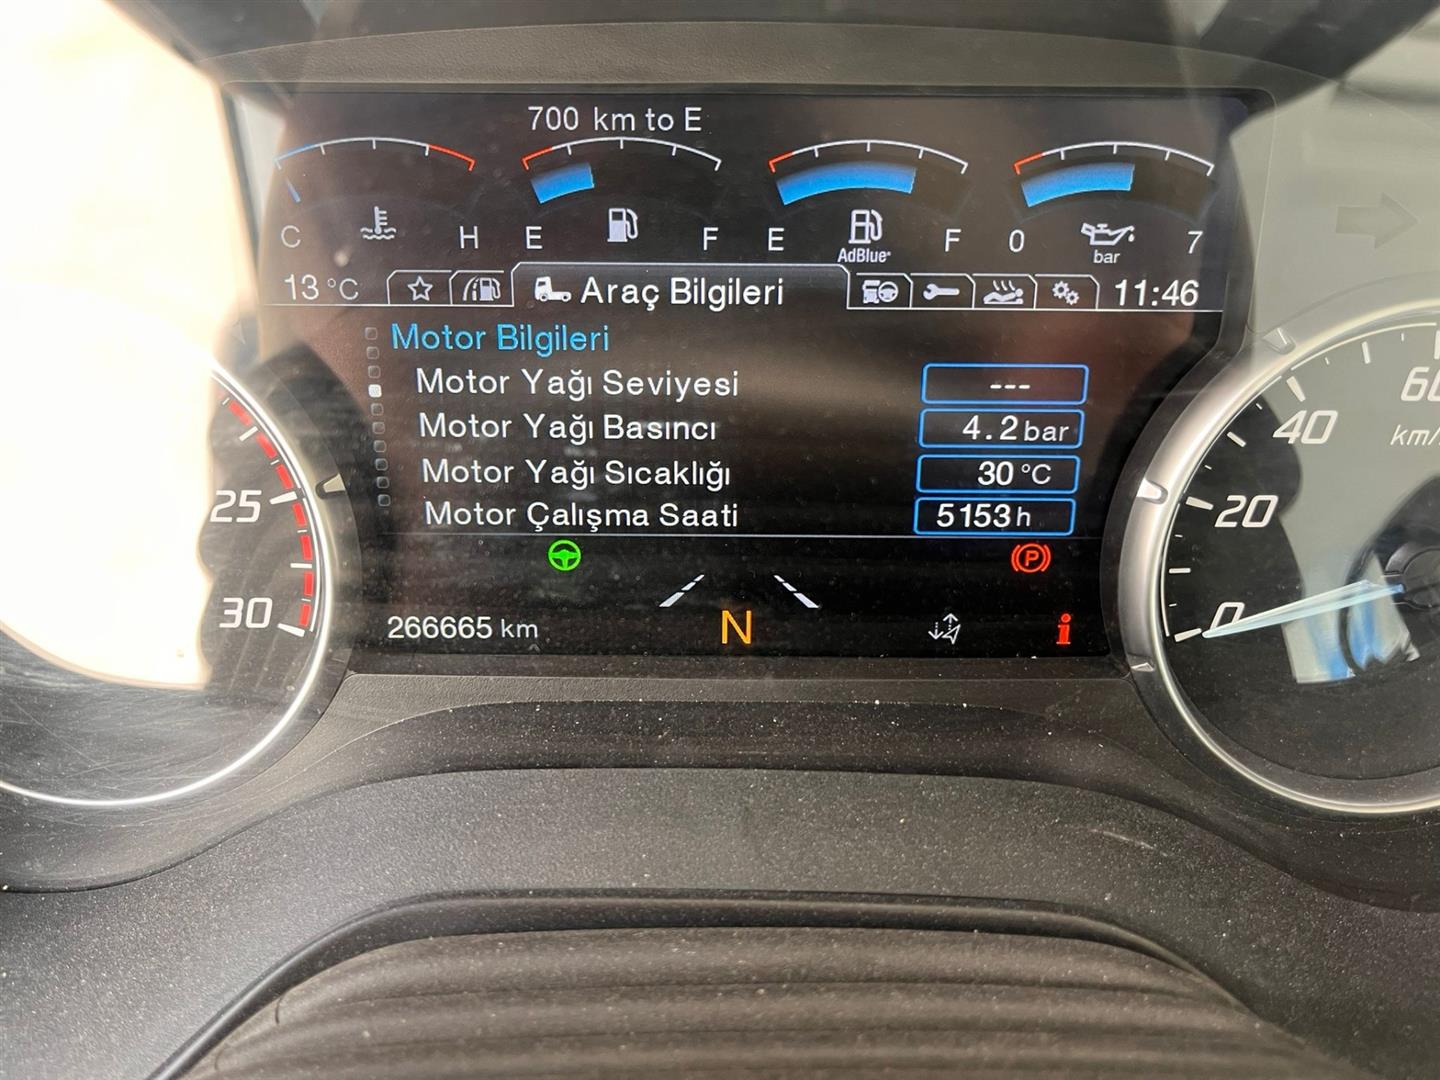 700 km to E
C H E F E F 0 7
AdBlue
bar
13 °C Araç Bilgileri 11:46
Motor Bilgileri
Motor Yağı Seviyesi ---
Motor Yağı Basıncı 4.2 bar
Motor Yağı Sıcaklığı 30 °C
Motor Çalışma Saati 5153 h
P
266665 km N i
25
30
0
20
40
km/